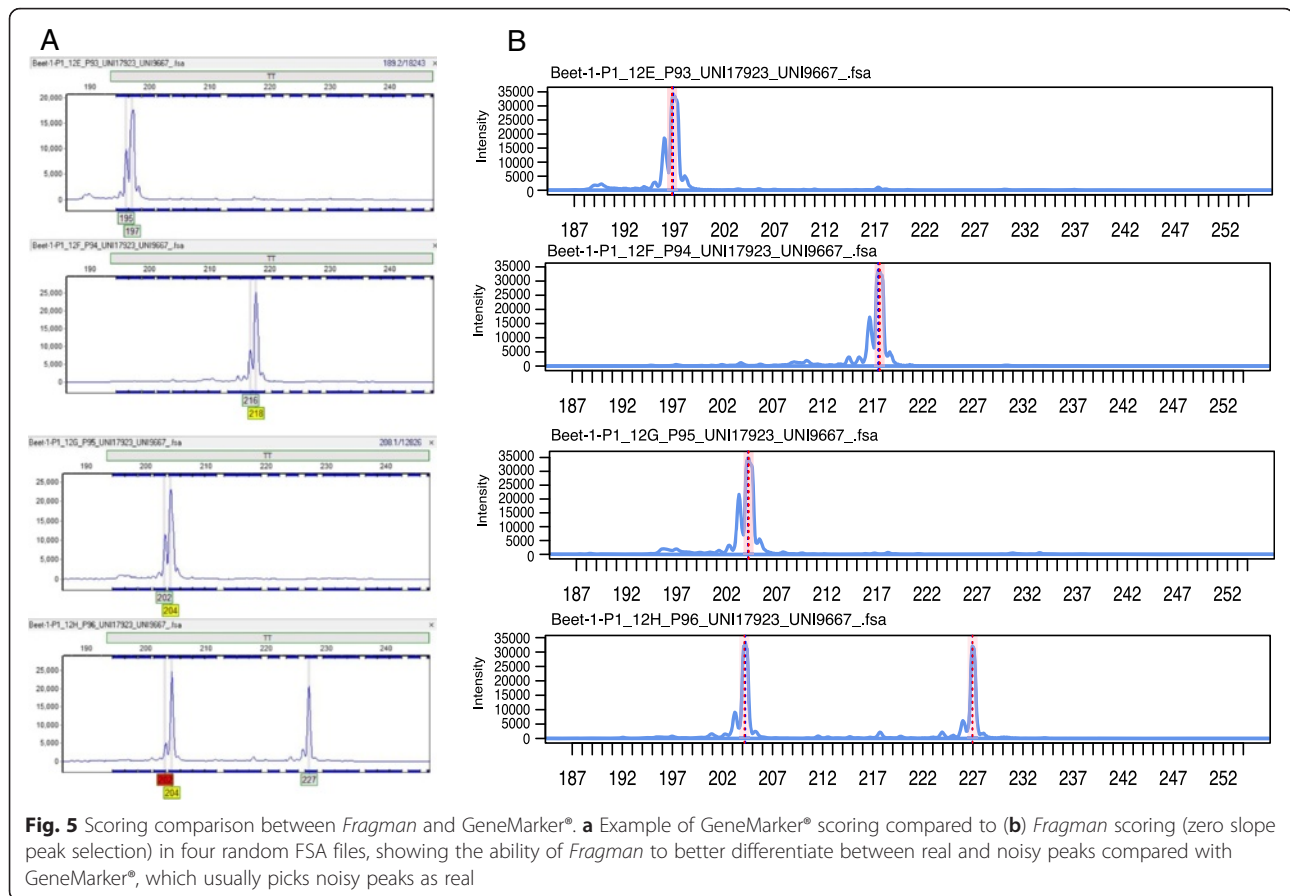 A
Beet-1-P1_12E_P93_UNI17923_UNI9667_.fsa 189.2/18243 ×
TT
190 200 210 220 230 240
20,000
15,000
10,000
5,000
0
195
197
Beet-1-P1_12F_P94_UNI17923_UNI9667_.fsa ×
TT
190 200 210 220 230 240
25,000
20,000
15,000
10,000
5,000
0
216
218
Beet-1-P1_12G_P95_UNI17923_UNI9667_.fsa 208.1/12826 ×
TT
190 200 210 220 230 240
25,000
20,000
15,000
10,000
5,000
0
202
204
Beet-1-P1_12H_P96_UNI17923_UNI9667_.fsa ×
TT
190 200 210 220 230 240
25,000
20,000
15,000
10,000
5,000
0
204
227
B
Beet-1-P1_12E_P93_UNI17923_UNI9667_.fsa
Intensity
35000
30000
25000
20000
15000
10000
5000
0
187 192 197 202 207 212 217 222 227 232 237 242 247 252
Beet-1-P1_12F_P94_UNI17923_UNI9667_.fsa
Intensity
35000
30000
25000
20000
15000
10000
5000
0
187 192 197 202 207 212 217 222 227 232 237 242 247 252
Beet-1-P1_12G_P95_UNI17923_UNI9667_.fsa
Intensity
35000
30000
25000
20000
15000
10000
5000
0
187 192 197 202 207 212 217 222 227 232 237 242 247 252
Beet-1-P1_12H_P96_UNI17923_UNI9667_.fsa
Intensity
35000
30000
25000
20000
15000
10000
5000
0
187 192 197 202 207 212 217 222 227 232 237 242 247 252
Fig. 5 Scoring comparison between Fragman and GeneMarker®. a Example of GeneMarker® scoring compared to (b) Fragman scoring (zero slope
peak selection) in four random FSA files, showing the ability of Fragman to better differentiate between real and noisy peaks compared with
GeneMarker®, which usually picks noisy peaks as real